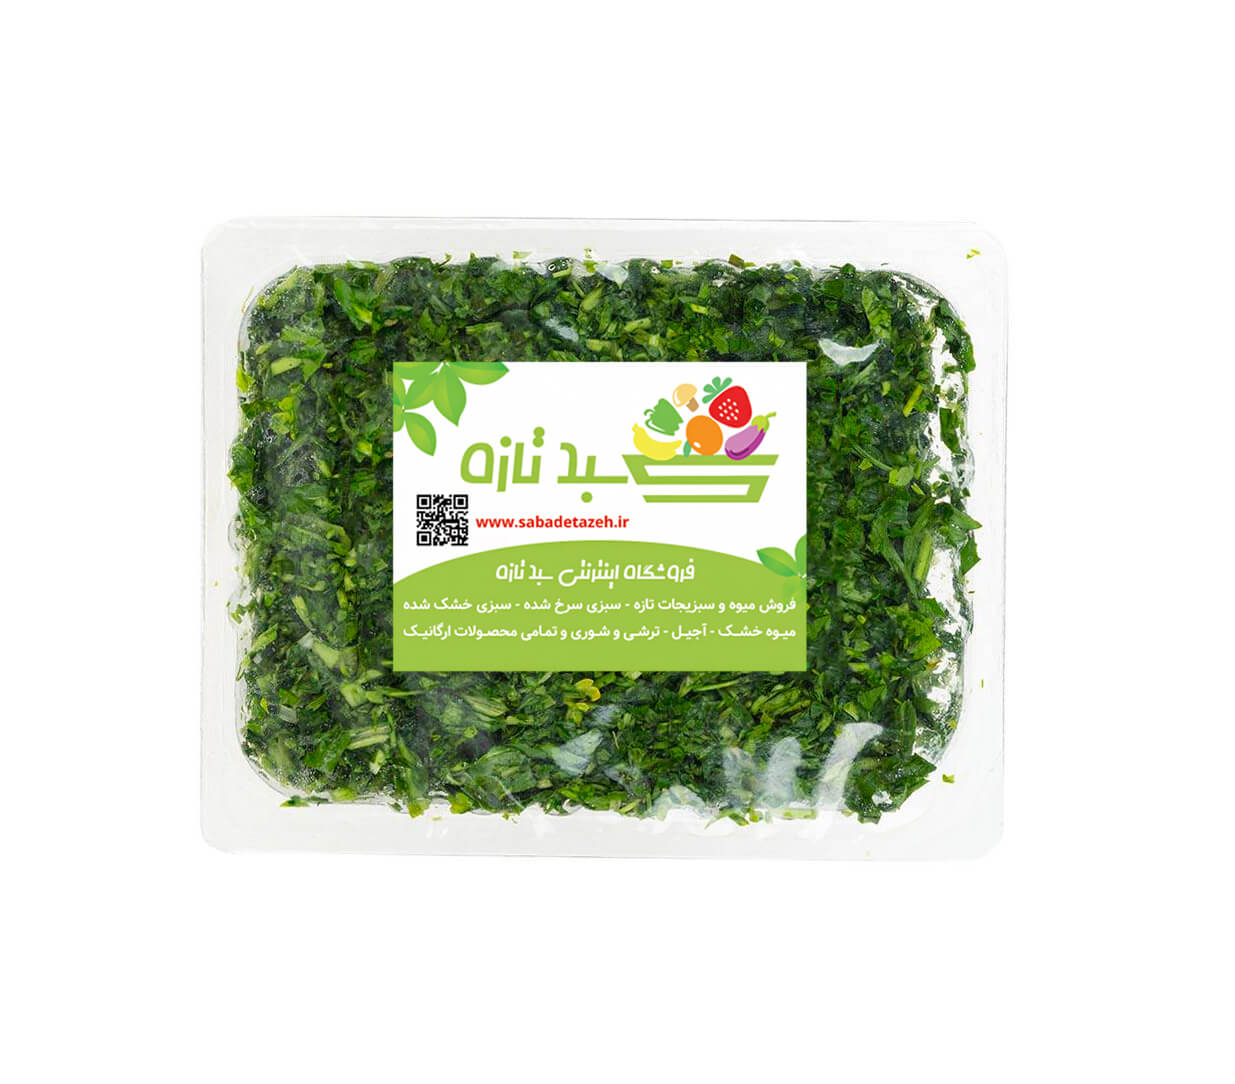 سبد تازه
www.sabadetazeh.ir
فروشگاه اینترنتی سبد تازه
فروش میوه و سبزیجات تازه - سبزی سرخ شده - سبزی خشک شده
میوه خشک - آجیل - ترشی و شوری و تمامی محصولات ارگانیک